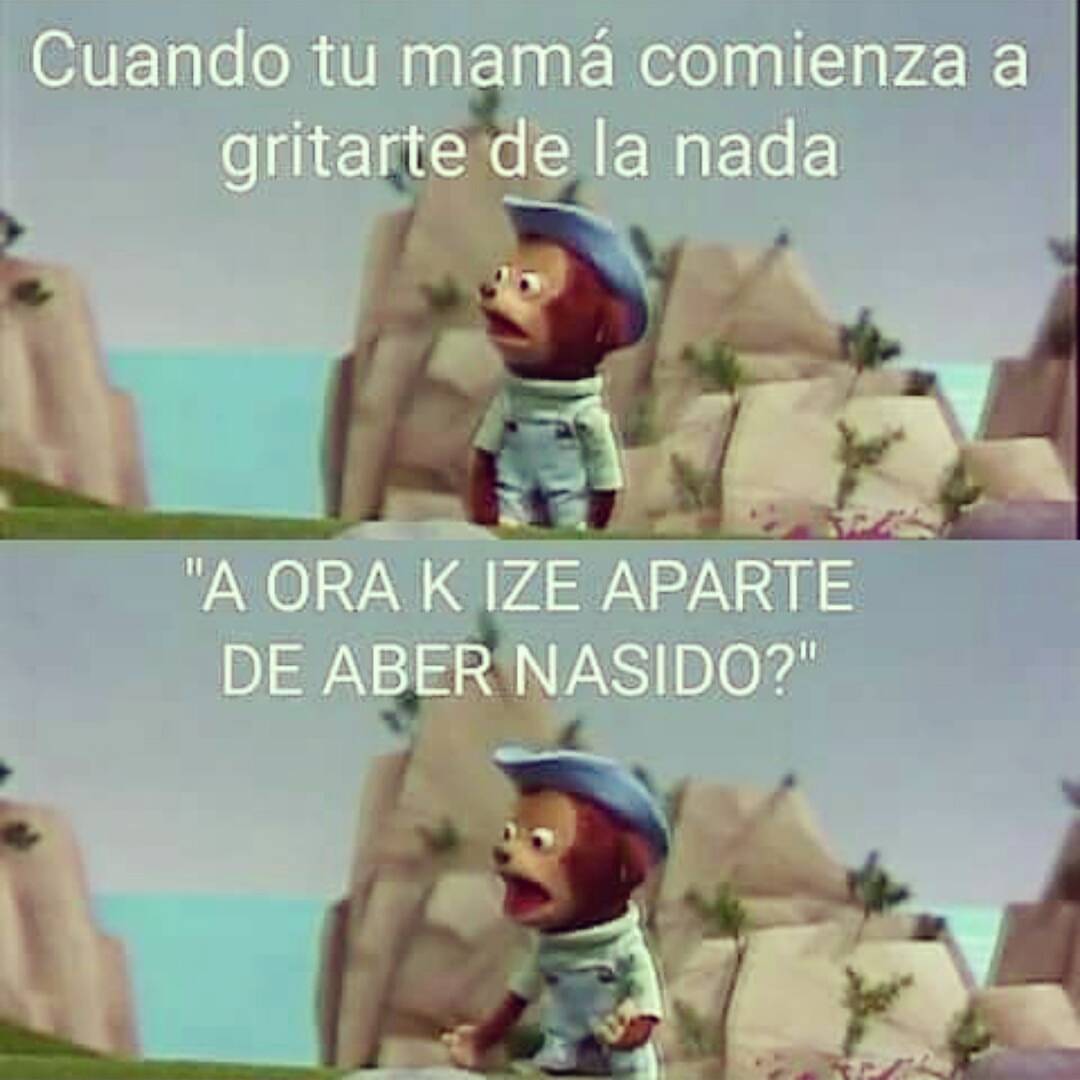 Cuando tu mamá comienza a
gritarte de la nada
"A ORA K IZE APARTE
DE ABER NASIDO?"